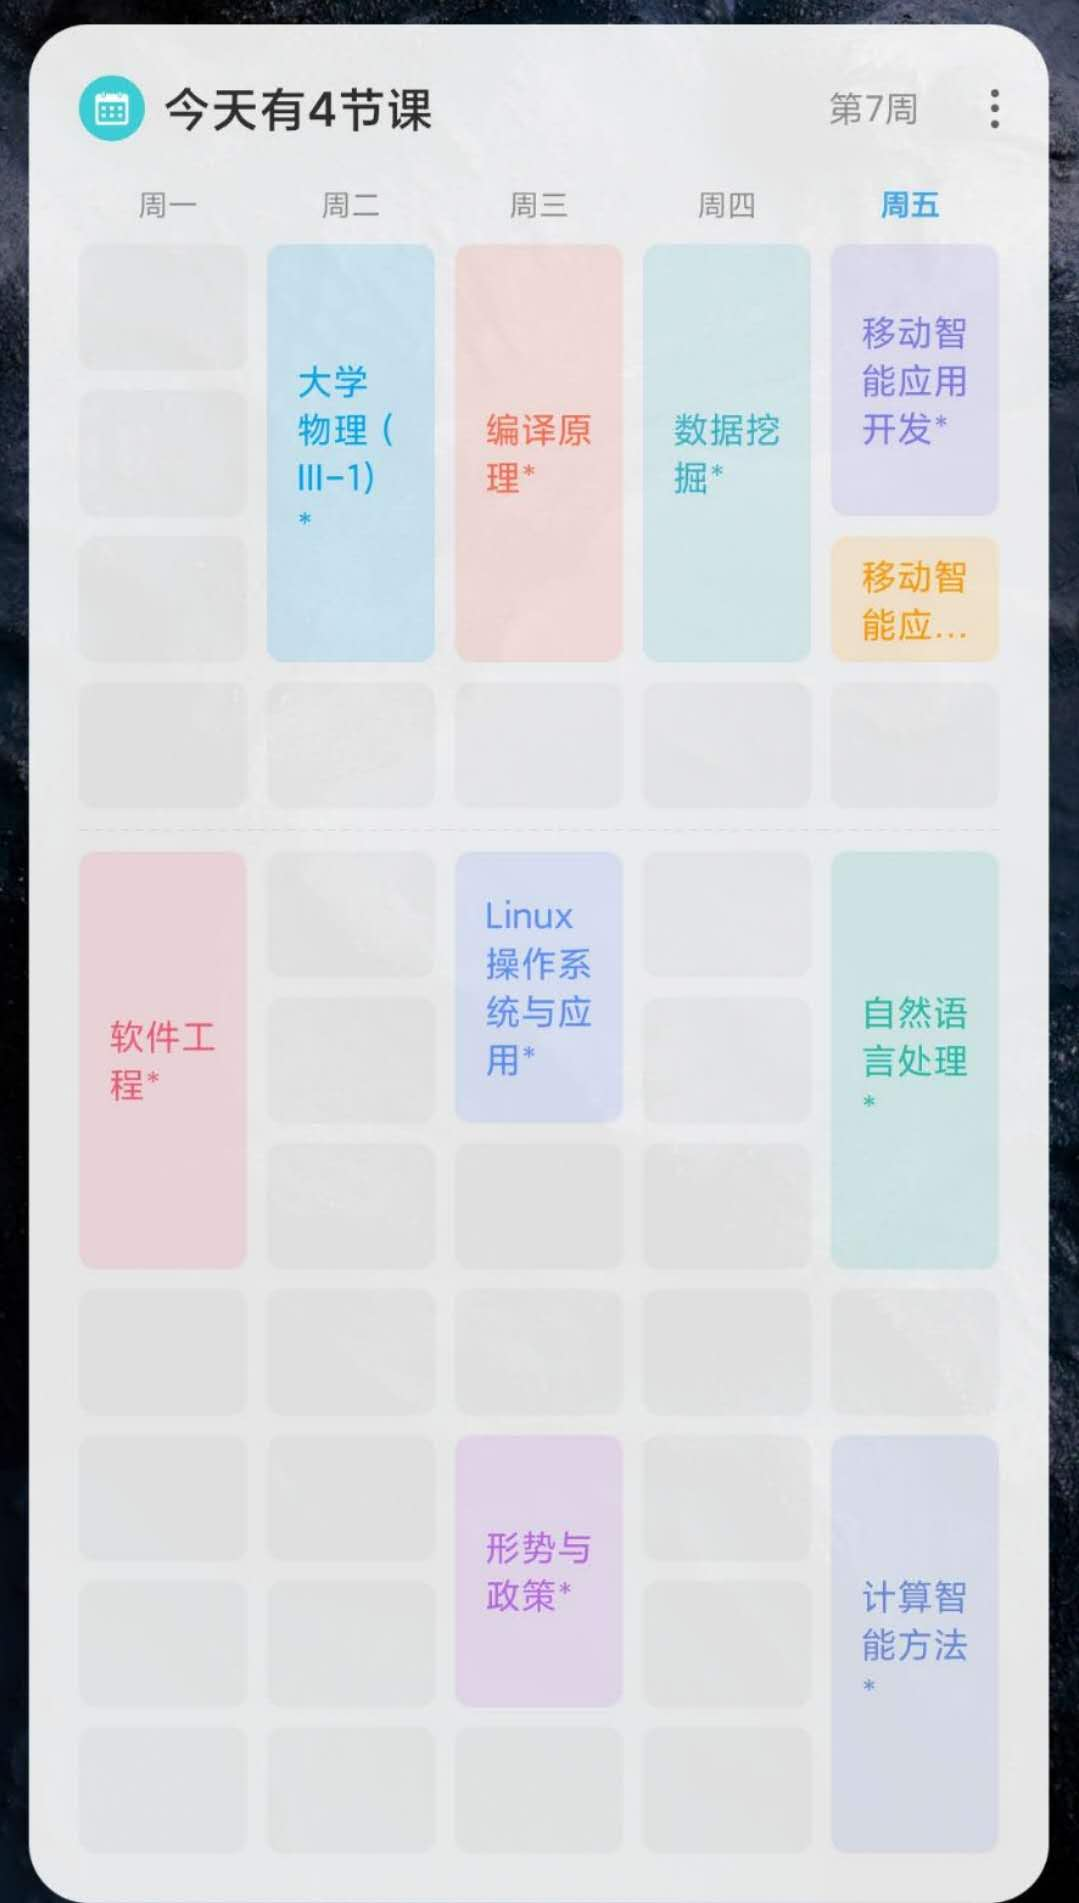 今天有4节课
第7周
周一
周二
周三
周四
周五
大学
物理（
III-1）
*
编译原
理*
数据挖
掘*
移动智
能应用
开发*
移动智
能应...
软件工
程*
Linux
操作系
统与应
用*
自然语
言处理
*
形势与
政策*
计算智
能方法
*